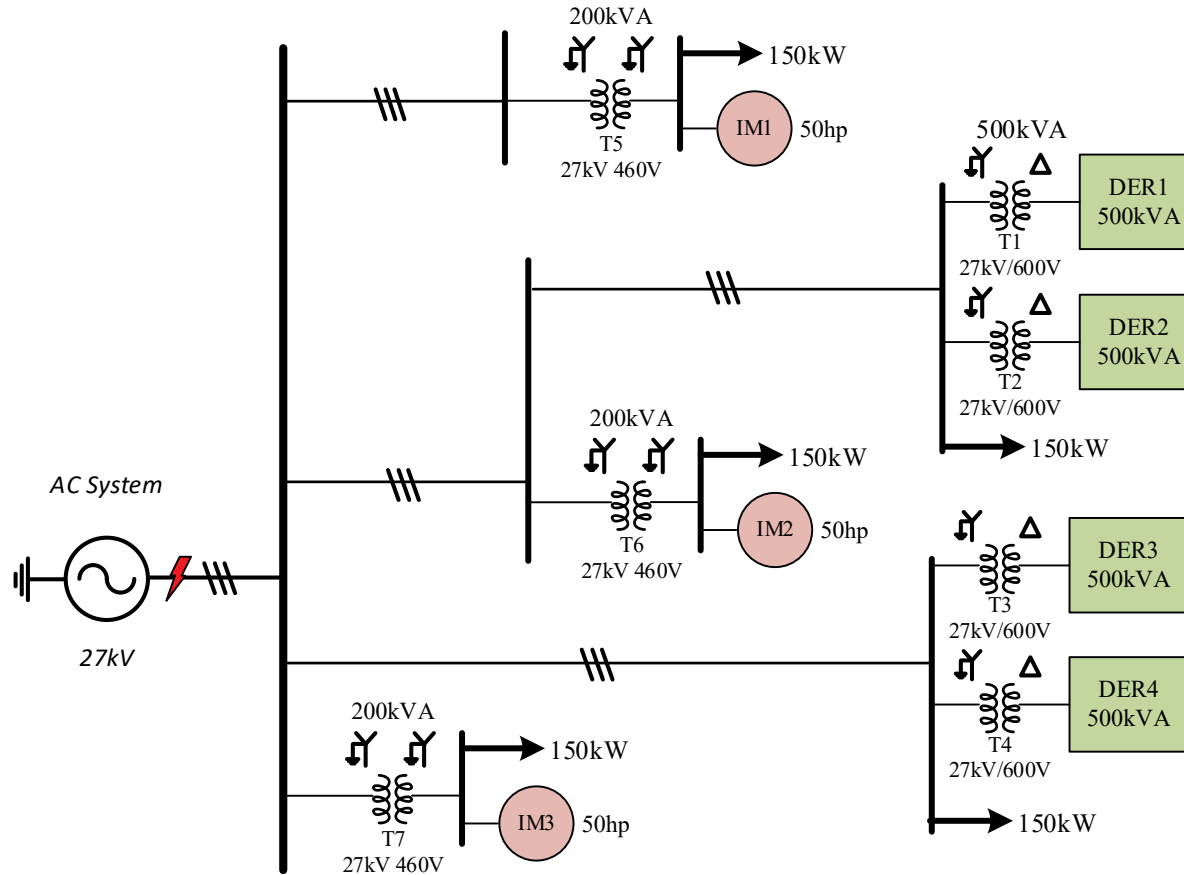 200kVA
150kW
IM1
50hp
T5
27kV 460V
500kVA
DER1
500kVA
T1
27kV/600V
DER2
500kVA
T2
27kV/600V
150kW
200kVA
150kW
IM2
50hp
T6
27kV 460V
AC System
27kV
DER3
500kVA
T3
27kV/600V
DER4
500kVA
T4
27kV/600V
150kW
200kVA
150kW
IM3
50hp
T7
27kV 460V